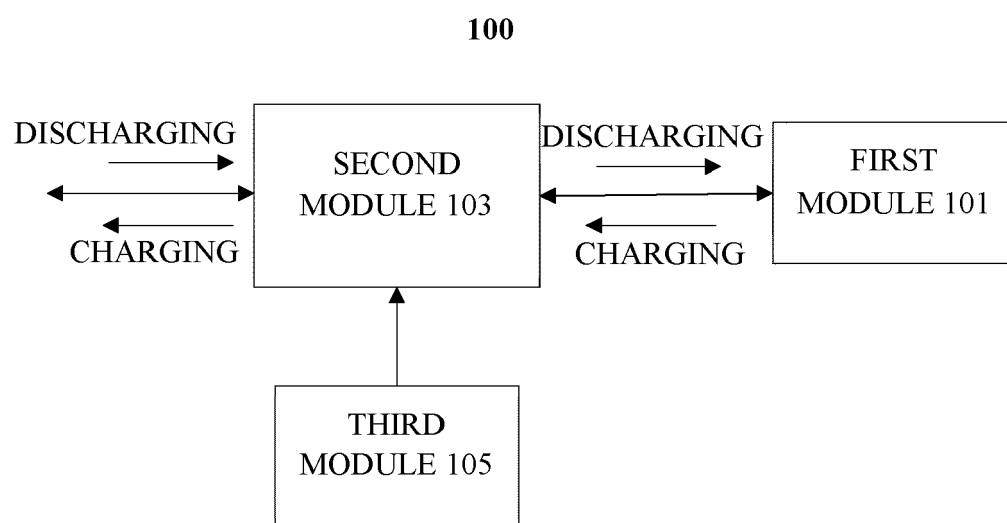 100
DISCHARGING
CHARGING
SECOND
MODULE 103
DISCHARGING
CHARGING
FIRST
MODULE 101
THIRD
MODULE 105